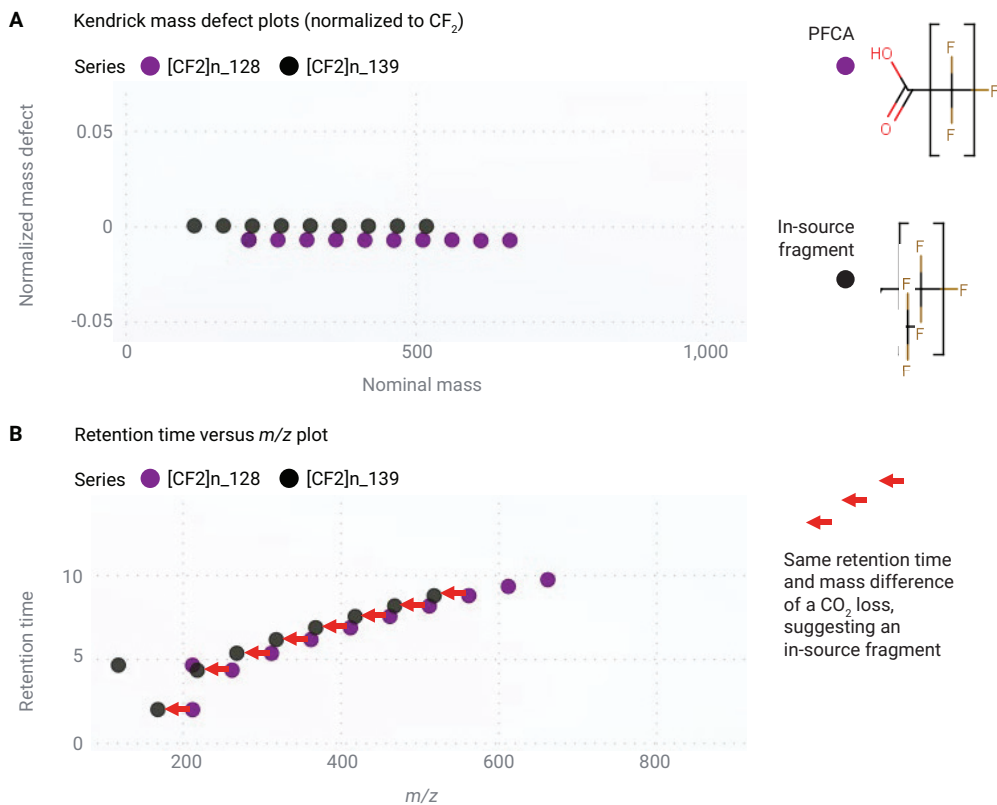 A Kendrick mass defect plots (normalized to CF2)
Series [CF2]n_128 [CF2]n_139
Normalized mass defect
0.05
0
-0.05
0 500 1,000
Nominal mass
PFCA
HO
O
F
F
F
In-source
fragment
F
F
F
F
F
B Retention time versus m/z plot
Series [CF2]n_128 [CF2]n_139
Retention time
10
5
0
200 400 600 800
m/z
Same retention time
and mass difference
of a CO2 loss,
suggesting an
in-source fragment